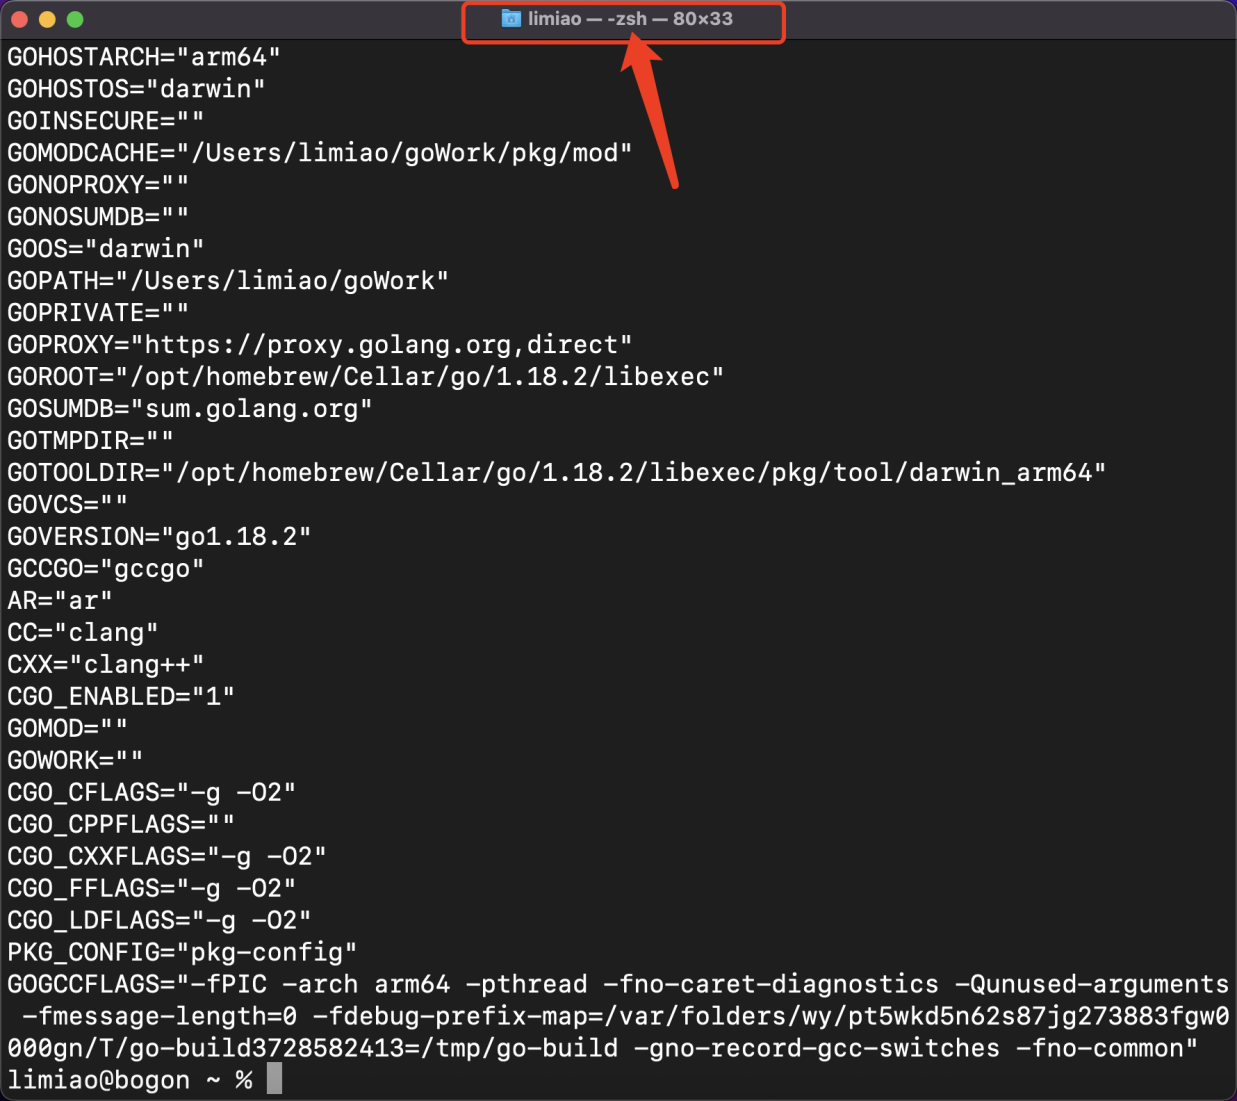 limiao — -zsh — 80×33
GOHOSTARCH="arm64"
GOHOSTOS="darwin"
GOINSECURE=""
GOMODCACHE="/Users/limiao/goWork/pkg/mod"
GONOPROXY=""
GONOSUMDB=""
GOOS="darwin"
GOPATH="/Users/limiao/goWork"
GOPRIVATE=""
GOPROXY="https://proxy.golang.org,direct"
GOROOT="/opt/homebrew/Cellar/go/1.18.2/libexec"
GOSUMDB="sum.golang.org"
GOTMPDIR=""
GOTOOLDIR="/opt/homebrew/Cellar/go/1.18.2/libexec/pkg/tool/darwin_arm64"
GOVCS=""
GOVERSION="go1.18.2"
GCCGO="gccgo"
AR="ar"
CC="clang"
CXX="clang++"
CGO_ENABLED="1"
GOMOD=""
GOWORK=""
CGO_CFLAGS="-g -O2"
CGO_CPPFLAGS=""
CGO_CXXFLAGS="-g -O2"
CGO_FFLAGS="-g -O2"
CGO_LDFLAGS="-g -O2"
PKG_CONFIG="pkg-config"
GOGCCFLAGS="-fPIC -arch arm64 -pthread -fno-caret-diagnostics -Qunused-arguments
 -fmessage-length=0 -fdebug-prefix-map=/var/folders/wy/pt5wkd5n62s87jg273883fgw0
000gn/T/go-build3728582413=/tmp/go-build -gno-record-gcc-switches -fno-common"
limiao@bogon ~ %